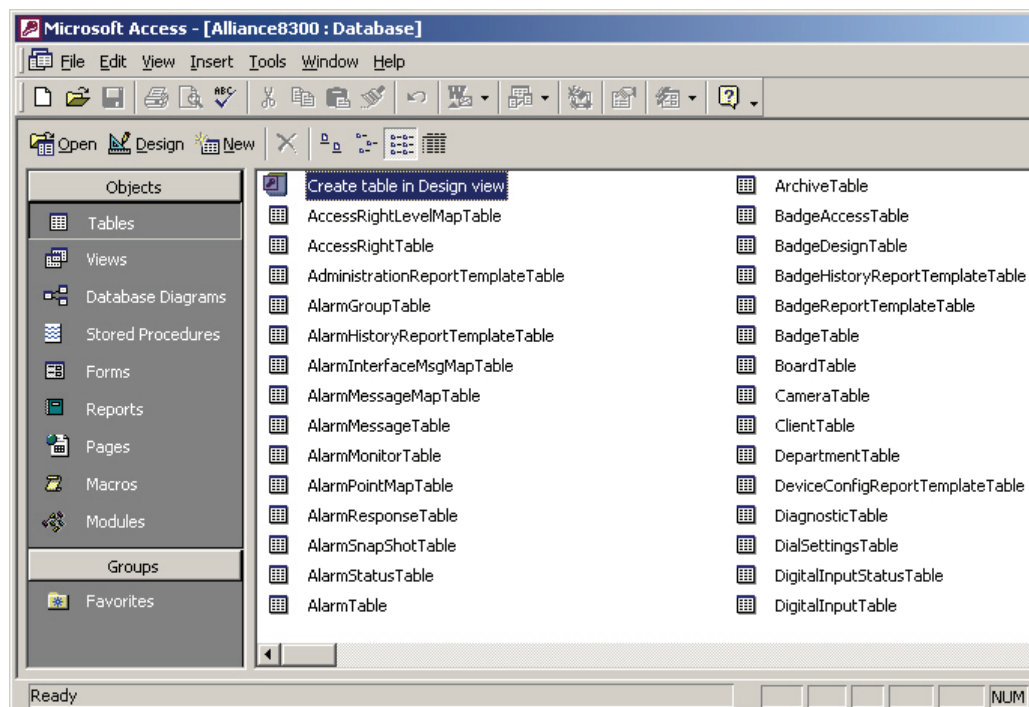 Microsoft Access - [Alliance8300 : Database]
File Edit View Insert Tools Window Help
ABC
Open Design New
Objects
Tables
Views
Database Diagrams
Stored Procedures
Forms
Reports
Pages
Macros
Modules
Groups
Favorites
Create table in Design view
AccessRightLevelMapTable
AccessRightTable
AdministrationReportTemplateTable
AlarmGroupTable
AlarmHistoryReportTemplateTable
AlarmInterfaceMsgMapTable
AlarmMessageMapTable
AlarmMessageTable
AlarmMonitorTable
AlarmPointMapTable
AlarmResponseTable
AlarmSnapShotTable
AlarmStatusTable
AlarmTable
ArchiveTable
BadgeAccessTable
BadgeDesignTable
BadgeHistoryReportTemplateTable
BadgeReportTemplateTable
BadgeTable
BoardTable
CameraTable
ClientTable
DepartmentTable
DeviceConfigReportTemplateTable
DiagnosticTable
DialSettingsTable
DigitalInputStatusTable
DigitalInputTable
Ready
NUM